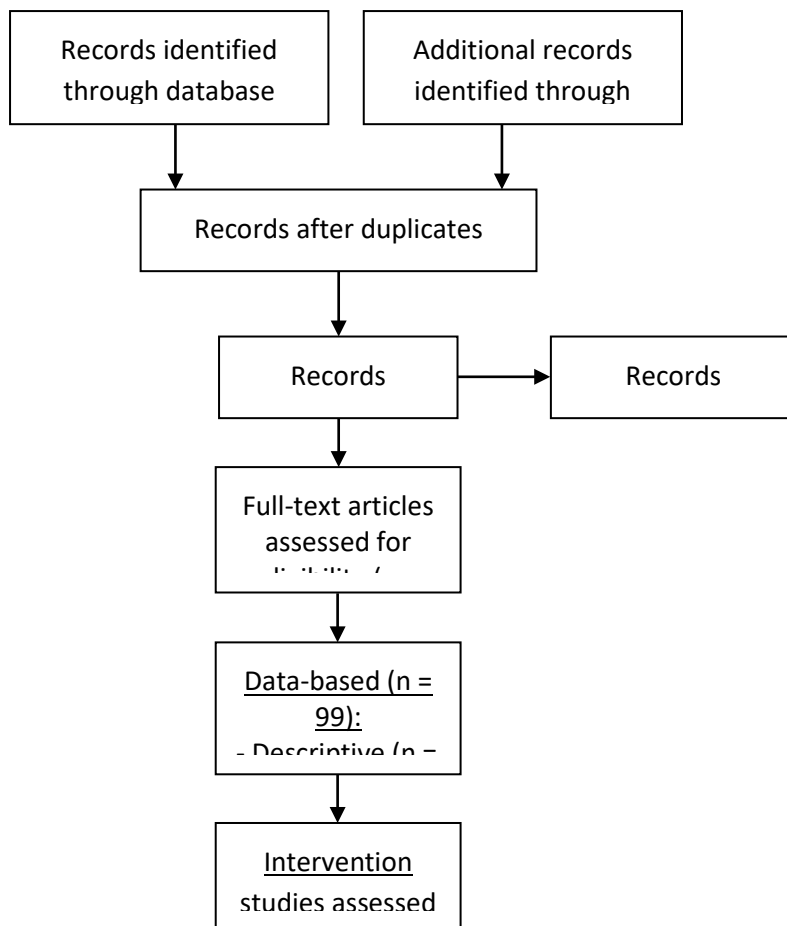 Records identified
through database
Additional records
identified through
Records after duplicates
Records
Records
Full-text articles
assessed for
Data-based (n =
99):
- Descriptive (n =
Intervention
studies assessed